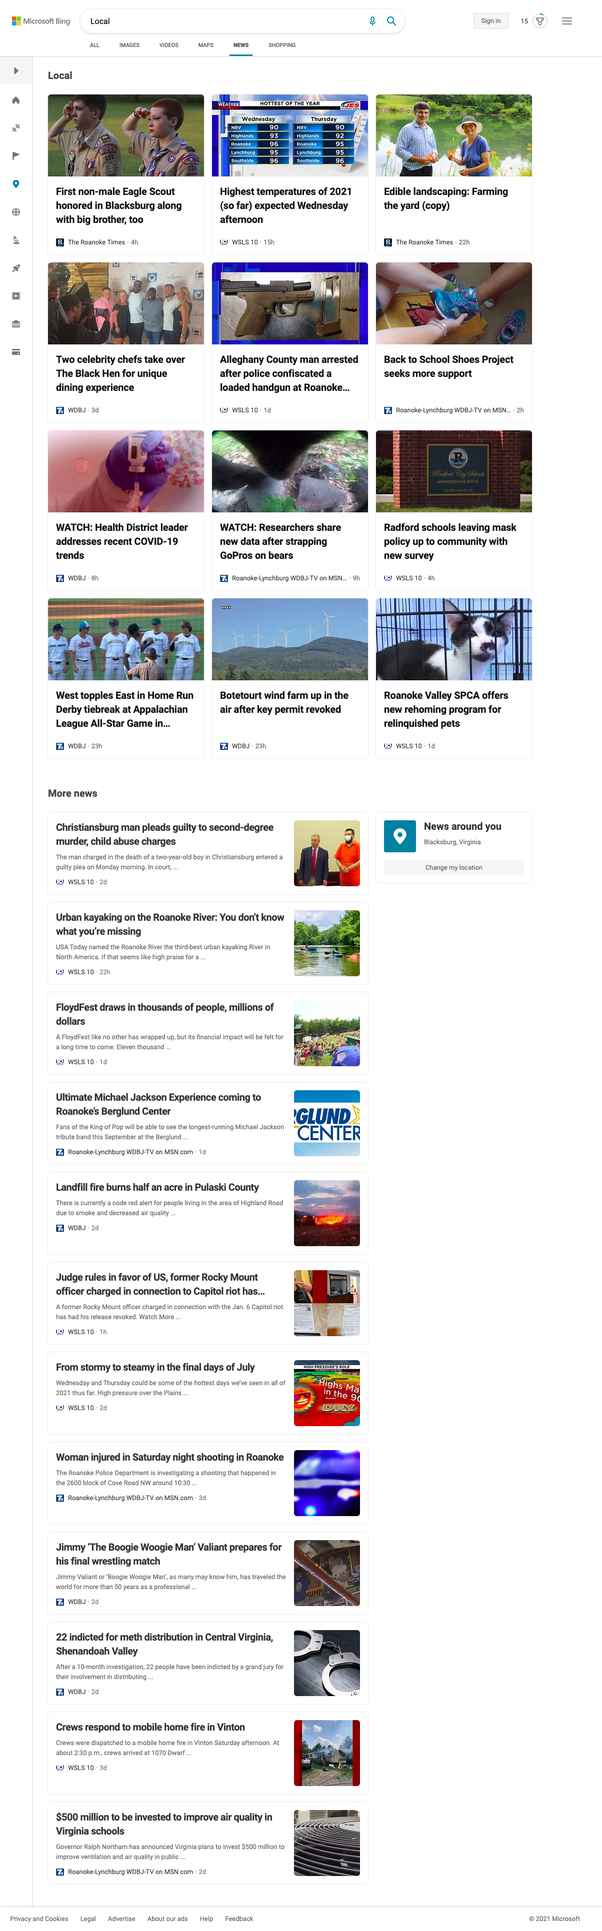 Microsoft Bing
Local
Sign in
15
ALL
IMAGES
VIDEOS
MAPS
NEWS
SHOPPING
Local
First non-male Eagle Scout
honored in Blacksburg along
with big brother, too
The Roanoke Times · 4h
WEATHER
HOTTEST OF THE YEAR
Wednesday
Thursday
NRV 90
NRV 90
Highlands 93
Highlands 92
Roanoke 96
Roanoke 95
Lynchburg 95
Lynchburg 95
Southside 96
Southside 96
Highest temperatures of 2021
(so far) expected Wednesday
afternoon
WSLS 10 · 15h
Edible landscaping: Farming
the yard (copy)
The Roanoke Times · 22h
Two celebrity chefs take over
The Black Hen for unique
dining experience
WDBJ · 3d
Alleghany County man arrested
after police confiscated a
loaded handgun at Roanoke...
WSLS 10 · 1d
Back to School Shoes Project
seeks more support
Roanoke-Lynchburg WDBJ-TV on MSN... · 2h
WATCH: Health District leader
addresses recent COVID-19
trends
WDBJ · 8h
WATCH: Researchers share
new data after strapping
GoPros on bears
Roanoke-Lynchburg WDBJ-TV on MSN... · 9h
R
Radford City Schools
Radford schools leaving mask
policy up to community with
new survey
WSLS 10 · 4h
West topples East in Home Run
Derby tiebreak at Appalachian
League All-Star Game in...
WDBJ · 23h
Botetourt wind farm up in the
air after key permit revoked
WDBJ · 23h
Roanoke Valley SPCA offers
new rehoming program for
relinquished pets
WSLS 10 · 1d
More news
Christiansburg man pleads guilty to second-degree
murder, child abuse charges
The man charged in the death of a two-year-old boy in Christiansburg entered a
guilty plea on Monday morning. In court, ...
WSLS 10 · 2d
News around you
Blacksburg, Virginia
Change my location
Urban kayaking on the Roanoke River: You don't know
what you're missing
USA Today named the Roanoke River the third-best urban kayaking River in
North America. If that seems like high praise for a ...
WSLS 10 · 22h
FloydFest draws in thousands of people, millions of
dollars
A FloydFest like no other has wrapped up, but its financial impact will be felt for
a long time to come. Eleven thousand ...
WSLS 10 · 1d
Ultimate Michael Jackson Experience coming to
Roanoke's Berglund Center
Fans of the King of Pop will be able to see the longest-running Michael Jackson
tribute band this September at the Berglund ...
Roanoke-Lynchburg WDBJ-TV on MSN.com · 1d
RGLUND
CENTER
Landfill fire burns half an acre in Pulaski County
There is currently a code red alert for people living in the area of Highland Road
due to smoke and decreased air quality ...
WDBJ · 2d
Judge rules in favor of US, former Rocky Mount
officer charged in connection to Capitol riot has...
A former Rocky Mount officer charged in connection with the Jan. 6 Capitol riot
has had his release revoked. Watch More ...
WSLS 10 · 1h
From stormy to steamy in the final days of July
Wednesday and Thursday could be some of the hottest days we've seen in all of
2021 thus far. High pressure over the Plains ...
WSLS 10 · 2d
HIGH PRESSURE'S ROLE
Highs Ma
in the 90
Woman injured in Saturday night shooting in Roanoke
The Roanoke Police Department is investigating a shooting that happened in
the 2600 block of Cove Road NW around 10:30 ...
Roanoke-Lynchburg WDBJ-TV on MSN.com · 3d
Jimmy 'The Boogie Woogie Man' Valiant prepares for
his final wrestling match
Jimmy Valiant or 'Boogie Woogie Man', as many may know him, has traveled the
world for more than 50 years as a professional ...
WDBJ · 2d
22 indicted for meth distribution in Central Virginia,
Shenandoah Valley
After a 10-month investigation, 22 people have been indicted by a grand jury for
their involvement in distributing ...
WDBJ · 2d
Crews respond to mobile home fire in Vinton
Crews were dispatched to a mobile home fire in Vinton Saturday afternoon. At
about 2:30 p.m., crews arrived at 1070 Dwarf ...
WSLS 10 · 3d
$500 million to be invested to improve air quality in
Virginia schools
Governor Ralph Northam has announced Virginia plans to invest $500 million to
improve ventilation and air quality in public ...
Roanoke-Lynchburg WDBJ-TV on MSN.com · 2d
Privacy and Cookies
Legal
Advertise
About our ads
Help
Feedback
© 2021 Microsoft